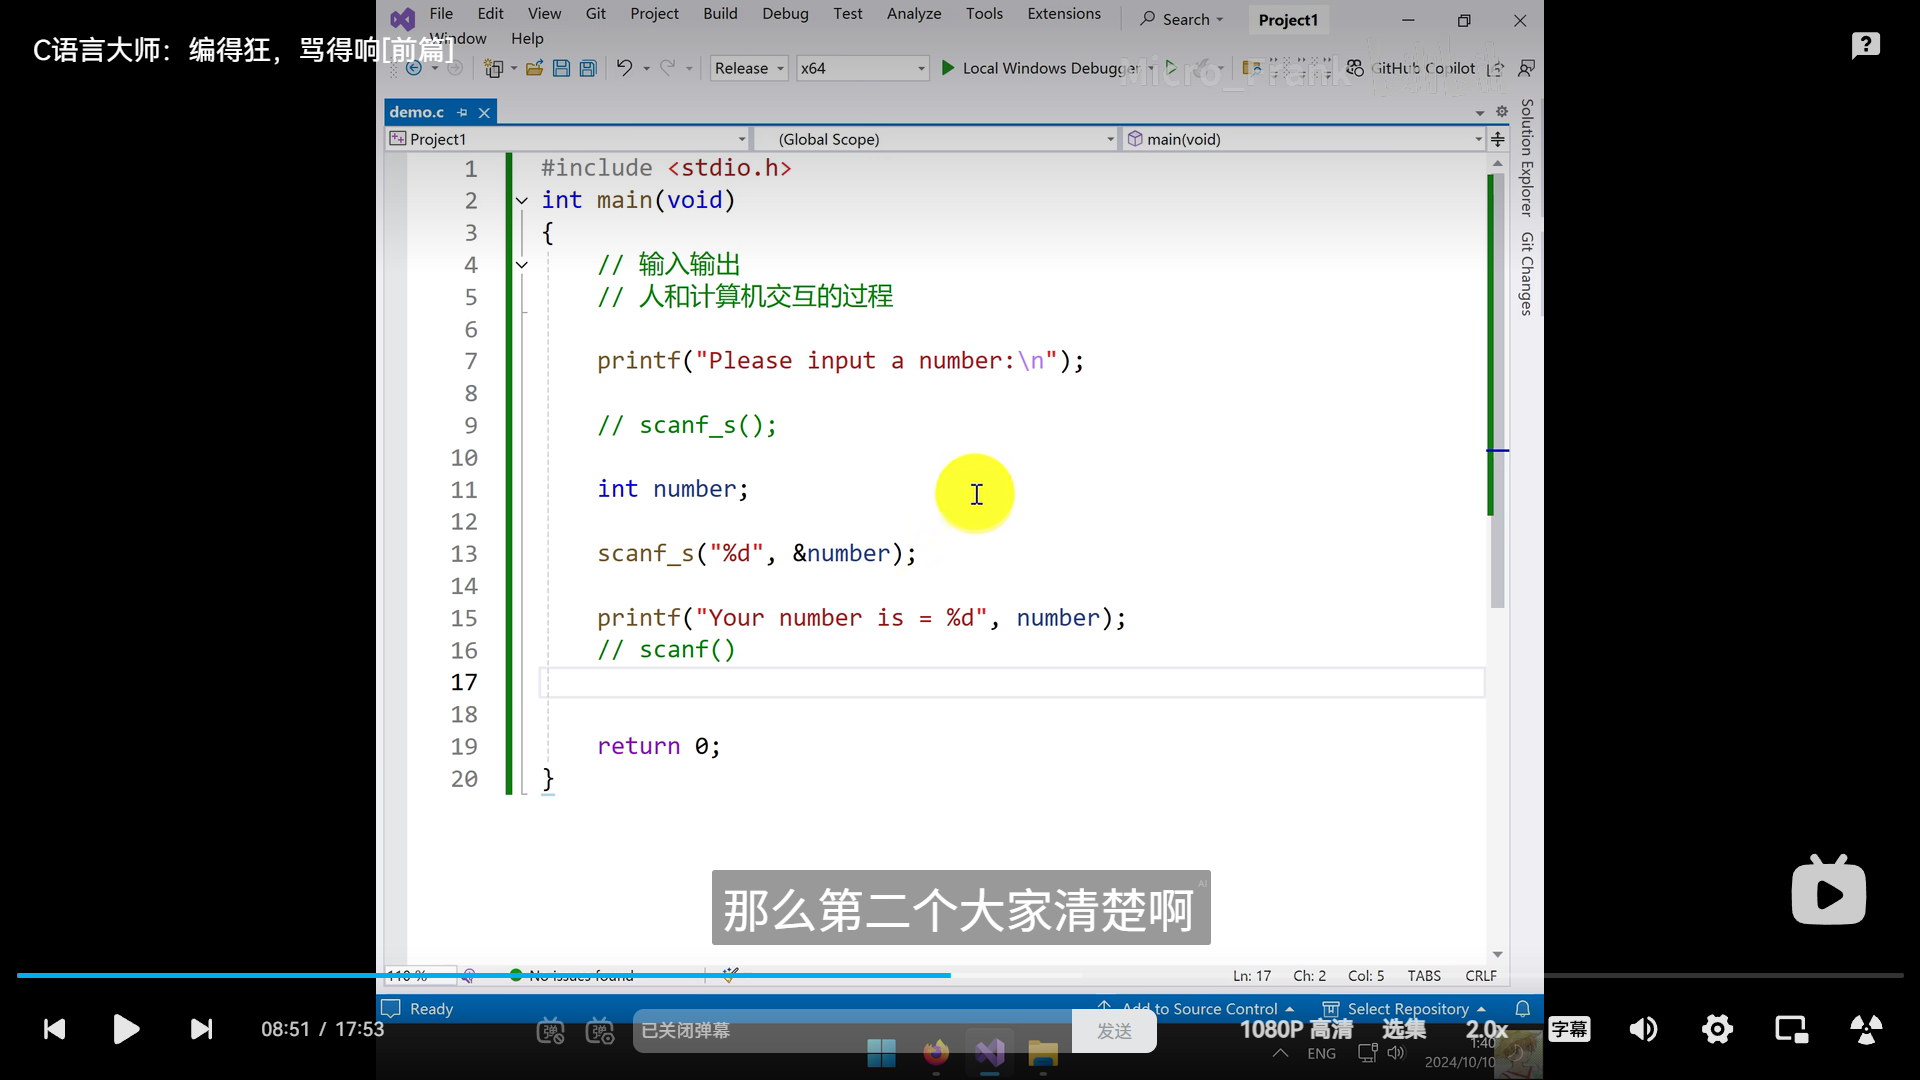 C语言大师：编得狂，骂得响[前篇]
File Edit View Git Project Build Debug Test Analyze Tools Extensions
Window Help
Search
Project1
Release
x64
Local Windows Debugger
GitHub Copilot
Micro_Frank
demo.c
Project1
(Global Scope)
main(void)
Solution Explorer
Git Changes
1 #include <stdio.h>
2 int main(void)
3 {
4 // 输入输出
5 // 人和计算机交互的过程
6
7 printf("Please input a number:\n");
8
9 // scanf_s();
10
11 int number;
12
13 scanf_s("%d", &number);
14
15 printf("Your number is = %d", number);
16 // scanf()
17
18
19 return 0;
20 }
那么第二个大家清楚啊
AI
110 %
No issues found
Ln: 17 Ch: 2 Col: 5 TABS CRLF
Ready
Add to Source Control
Select Repository
08:51 / 17:53
已关闭弹幕
发送
1080P 高清
选集
2.0x
字幕
ENG
1:40
2024/10/10